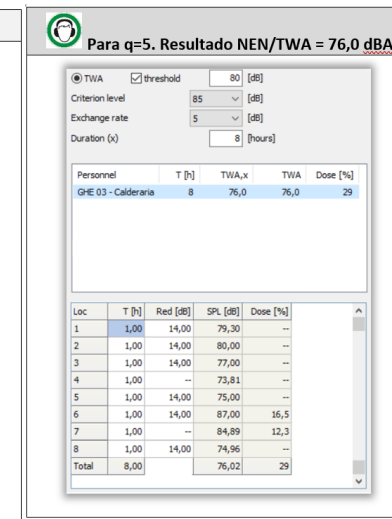 Para q=5. Resultado NEN/TWA = 76,0 dBA
TWA threshold 80 [dB]
Criterion level 85 [dB]
Exchange rate 5 [dB]
Duration (x) 8 [hours]
Personnel T [h] TWA,x TWA Dose [%]
GHE 03 - Calderaria 8 76,0 76,0 29
Loc T [h] Red [dB] SPL [dB] Dose [%]
1 1,00 14,00 79,30 --
2 1,00 14,00 80,00 --
3 1,00 14,00 77,00 --
4 1,00 -- 73,81 --
5 1,00 14,00 75,00 --
6 1,00 14,00 87,00 16,5
7 1,00 -- 84,89 12,3
8 1,00 14,00 74,96 --
Total 8,00 76,02 29